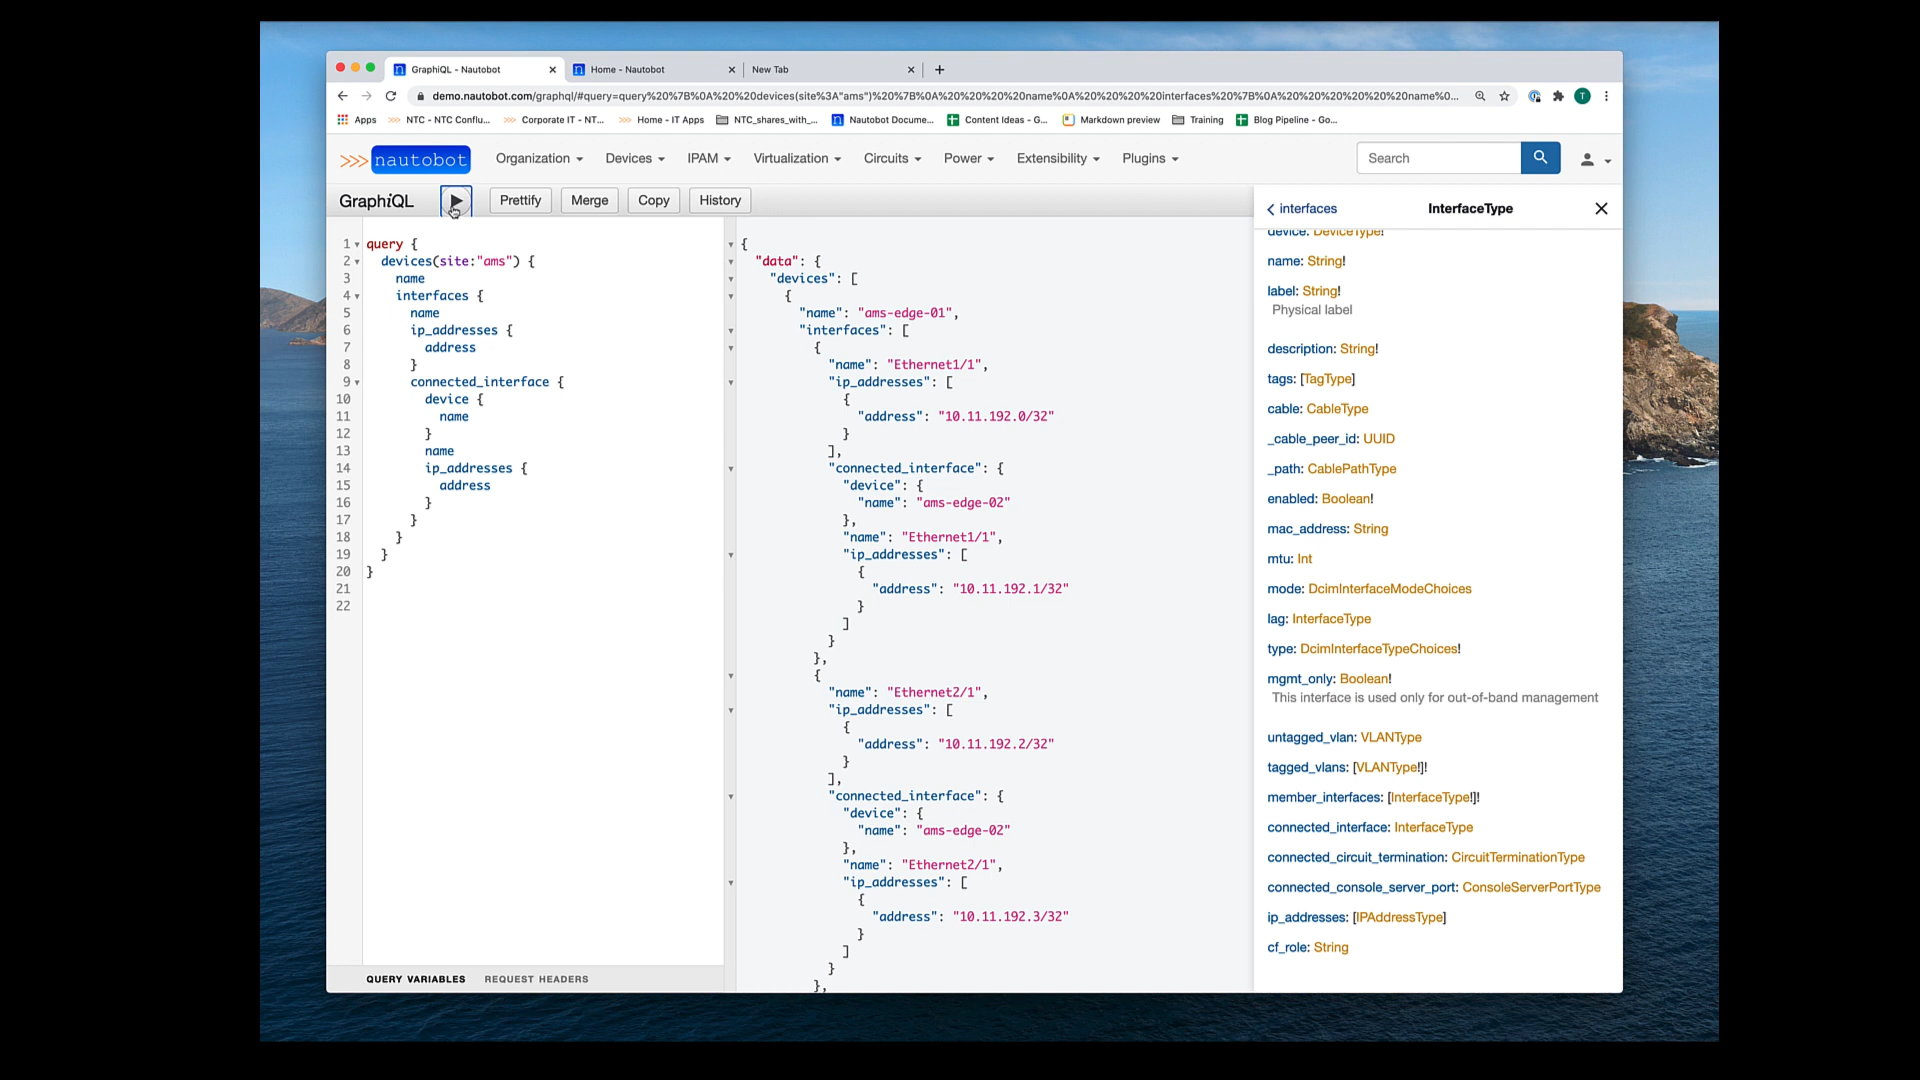 GraphiQL - Nautobot
Home - Nautobot
New Tab
demo.nautobot.com/graphql/#query=query%20%7B%0A%20%20devices(site%3A"ams")%20%7B%0A%20%20%20%20name%0A%20%20%20%20interfaces%20%7B%0A%20%20%20%20%20%20name%0...
T
Apps
NTC - NTC Conflu...
Corporate IT - NT...
Home - IT Apps
NTC_shares_with_...
Nautobot Docume...
Content Ideas - G...
Markdown preview
Training
Blog Pipeline - Go...
>>> nautobot
Organization
Devices
IPAM
Virtualization
Circuits
Power
Extensibility
Plugins
Search
GraphiQL
Prettify
Merge
Copy
History
1 query {
2 devices(site:"ams") {
3 name
4 interfaces {
5 name
6 ip_addresses {
7 address
8 }
9 connected_interface {
10 device {
11 name
12 }
13 name
14 ip_addresses {
15 address
16 }
17 }
18 }
19 }
20 }
21
22
QUERY VARIABLES
REQUEST HEADERS
{
"data": {
"devices": [
{
"name": "ams-edge-01",
"interfaces": [
{
"name": "Ethernet1/1",
"ip_addresses": [
{
"address": "10.11.192.0/32"
}
],
"connected_interface": {
"device": {
"name": "ams-edge-02"
},
"name": "Ethernet1/1",
"ip_addresses": [
{
"address": "10.11.192.1/32"
}
]
}
},
{
"name": "Ethernet2/1",
"ip_addresses": [
{
"address": "10.11.192.2/32"
}
],
"connected_interface": {
"device": {
"name": "ams-edge-02"
},
"name": "Ethernet2/1",
"ip_addresses": [
{
"address": "10.11.192.3/32"
}
]
}
},
interfaces
InterfaceType
device: DeviceType!
name: String!
label: String!
Physical label
description: String!
tags: [TagType]
cable: CableType
_cable_peer_id: UUID
_path: CablePathType
enabled: Boolean!
mac_address: String
mtu: Int
mode: DcimInterfaceModeChoices
lag: InterfaceType
type: DcimInterfaceTypeChoices!
mgmt_only: Boolean!
This interface is used only for out-of-band management
untagged_vlan: VLANType
tagged_vlans: [VLANType!]!
member_interfaces: [InterfaceType!]!
connected_interface: InterfaceType
connected_circuit_termination: CircuitTerminationType
connected_console_server_port: ConsoleServerPortType
ip_addresses: [IPAddressType]
cf_role: String